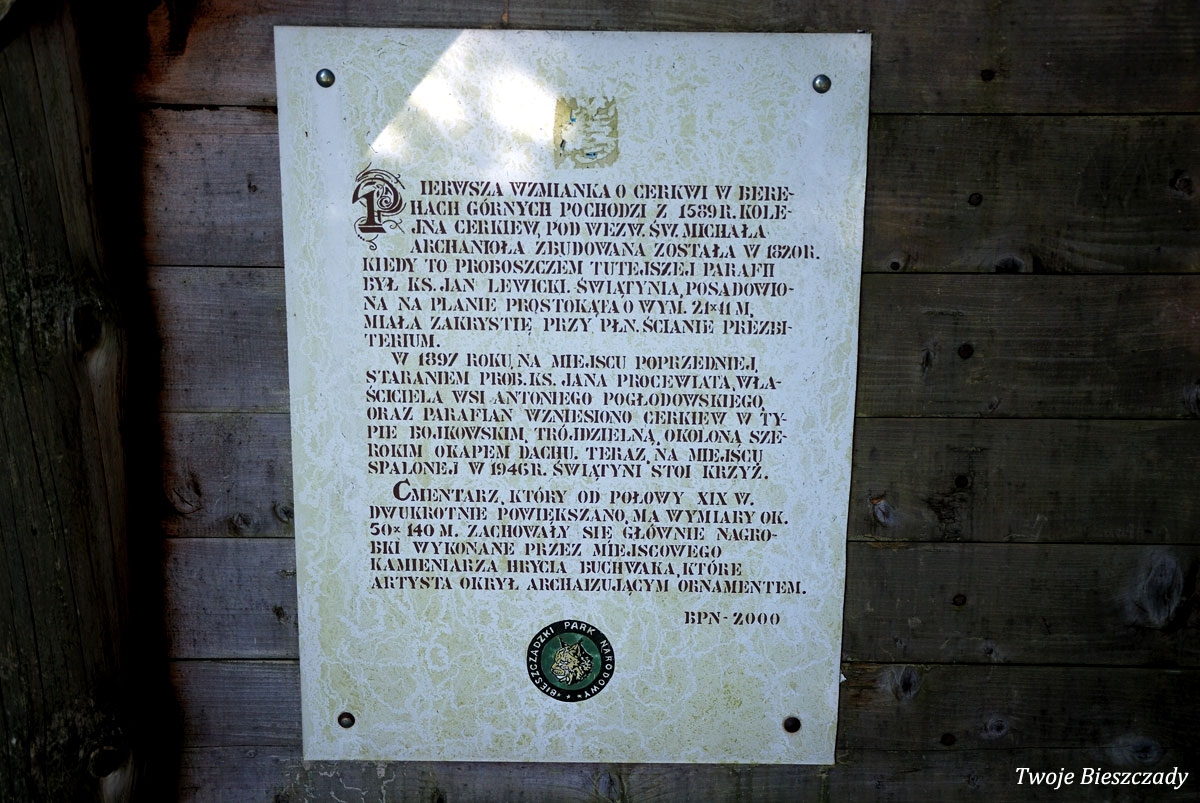 PIERWSZA WZMIANKA O CERKWI W BERE-
HACH GÓRNYCH POCHODZI Z 1589 R. KOLE-
JNA CERKIEW, POD WEZW. ŚW. MICHAŁA
ARCHANIOŁA ZBUDOWANA ZOSTAŁA W 1820 R.
KIEDY TO PROBOSZCZEM TUTEJSZEJ PARAFII
BYŁ KS. JAN LEWICKI. ŚWIĄTYNIA, POSADOWIO-
NA NA PLANIE PROSTOKĄTA O WYM. 21×11 M,
MIAŁA ZAKRYSTIĘ PRZY PŁN. ŚCIANIE PREZBI-
TERIUM.
W 1897 ROKU, NA MIEJSCU POPRZEDNIEJ,
STARANIEM PROB. KS. JANA PROCEWIATA, WŁA-
ŚCICIELA WSI ANTONIEGO POGŁODOWSKIEGO,
ORAZ PARAFIAN WZNIESIONO CERKIEW W TY-
PIE BOJKOWSKIM, TRÓJDZIELNĄ, OKOLONĄ SZE-
ROKIM OKAPEM DACHU. TERAZ, NA MIEJSCU
SPALONEJ W 1946 R. ŚWIĄTYNI STOI KRZYŻ.
CMENTARZ, KTÓRY OD POŁOWY XIX W.
DWUKROTNIE POWIĘKSZANO, MA WYMIARY OK.
50×140 M. ZACHOWAŁY SIĘ GŁÓWNIE NAGRO-
BKI WYKONANE PRZEZ MIEJSCOWEGO
KAMIENIARZA HRYCIA BUCHWAKA, KTÓRE
ARTYSTA OKRYŁ ARCHAIZUJĄCYM ORNAMENTEM.
BPN-2000
BIESZCZADZKI PARK NARODOWY
Twoje Bieszczady